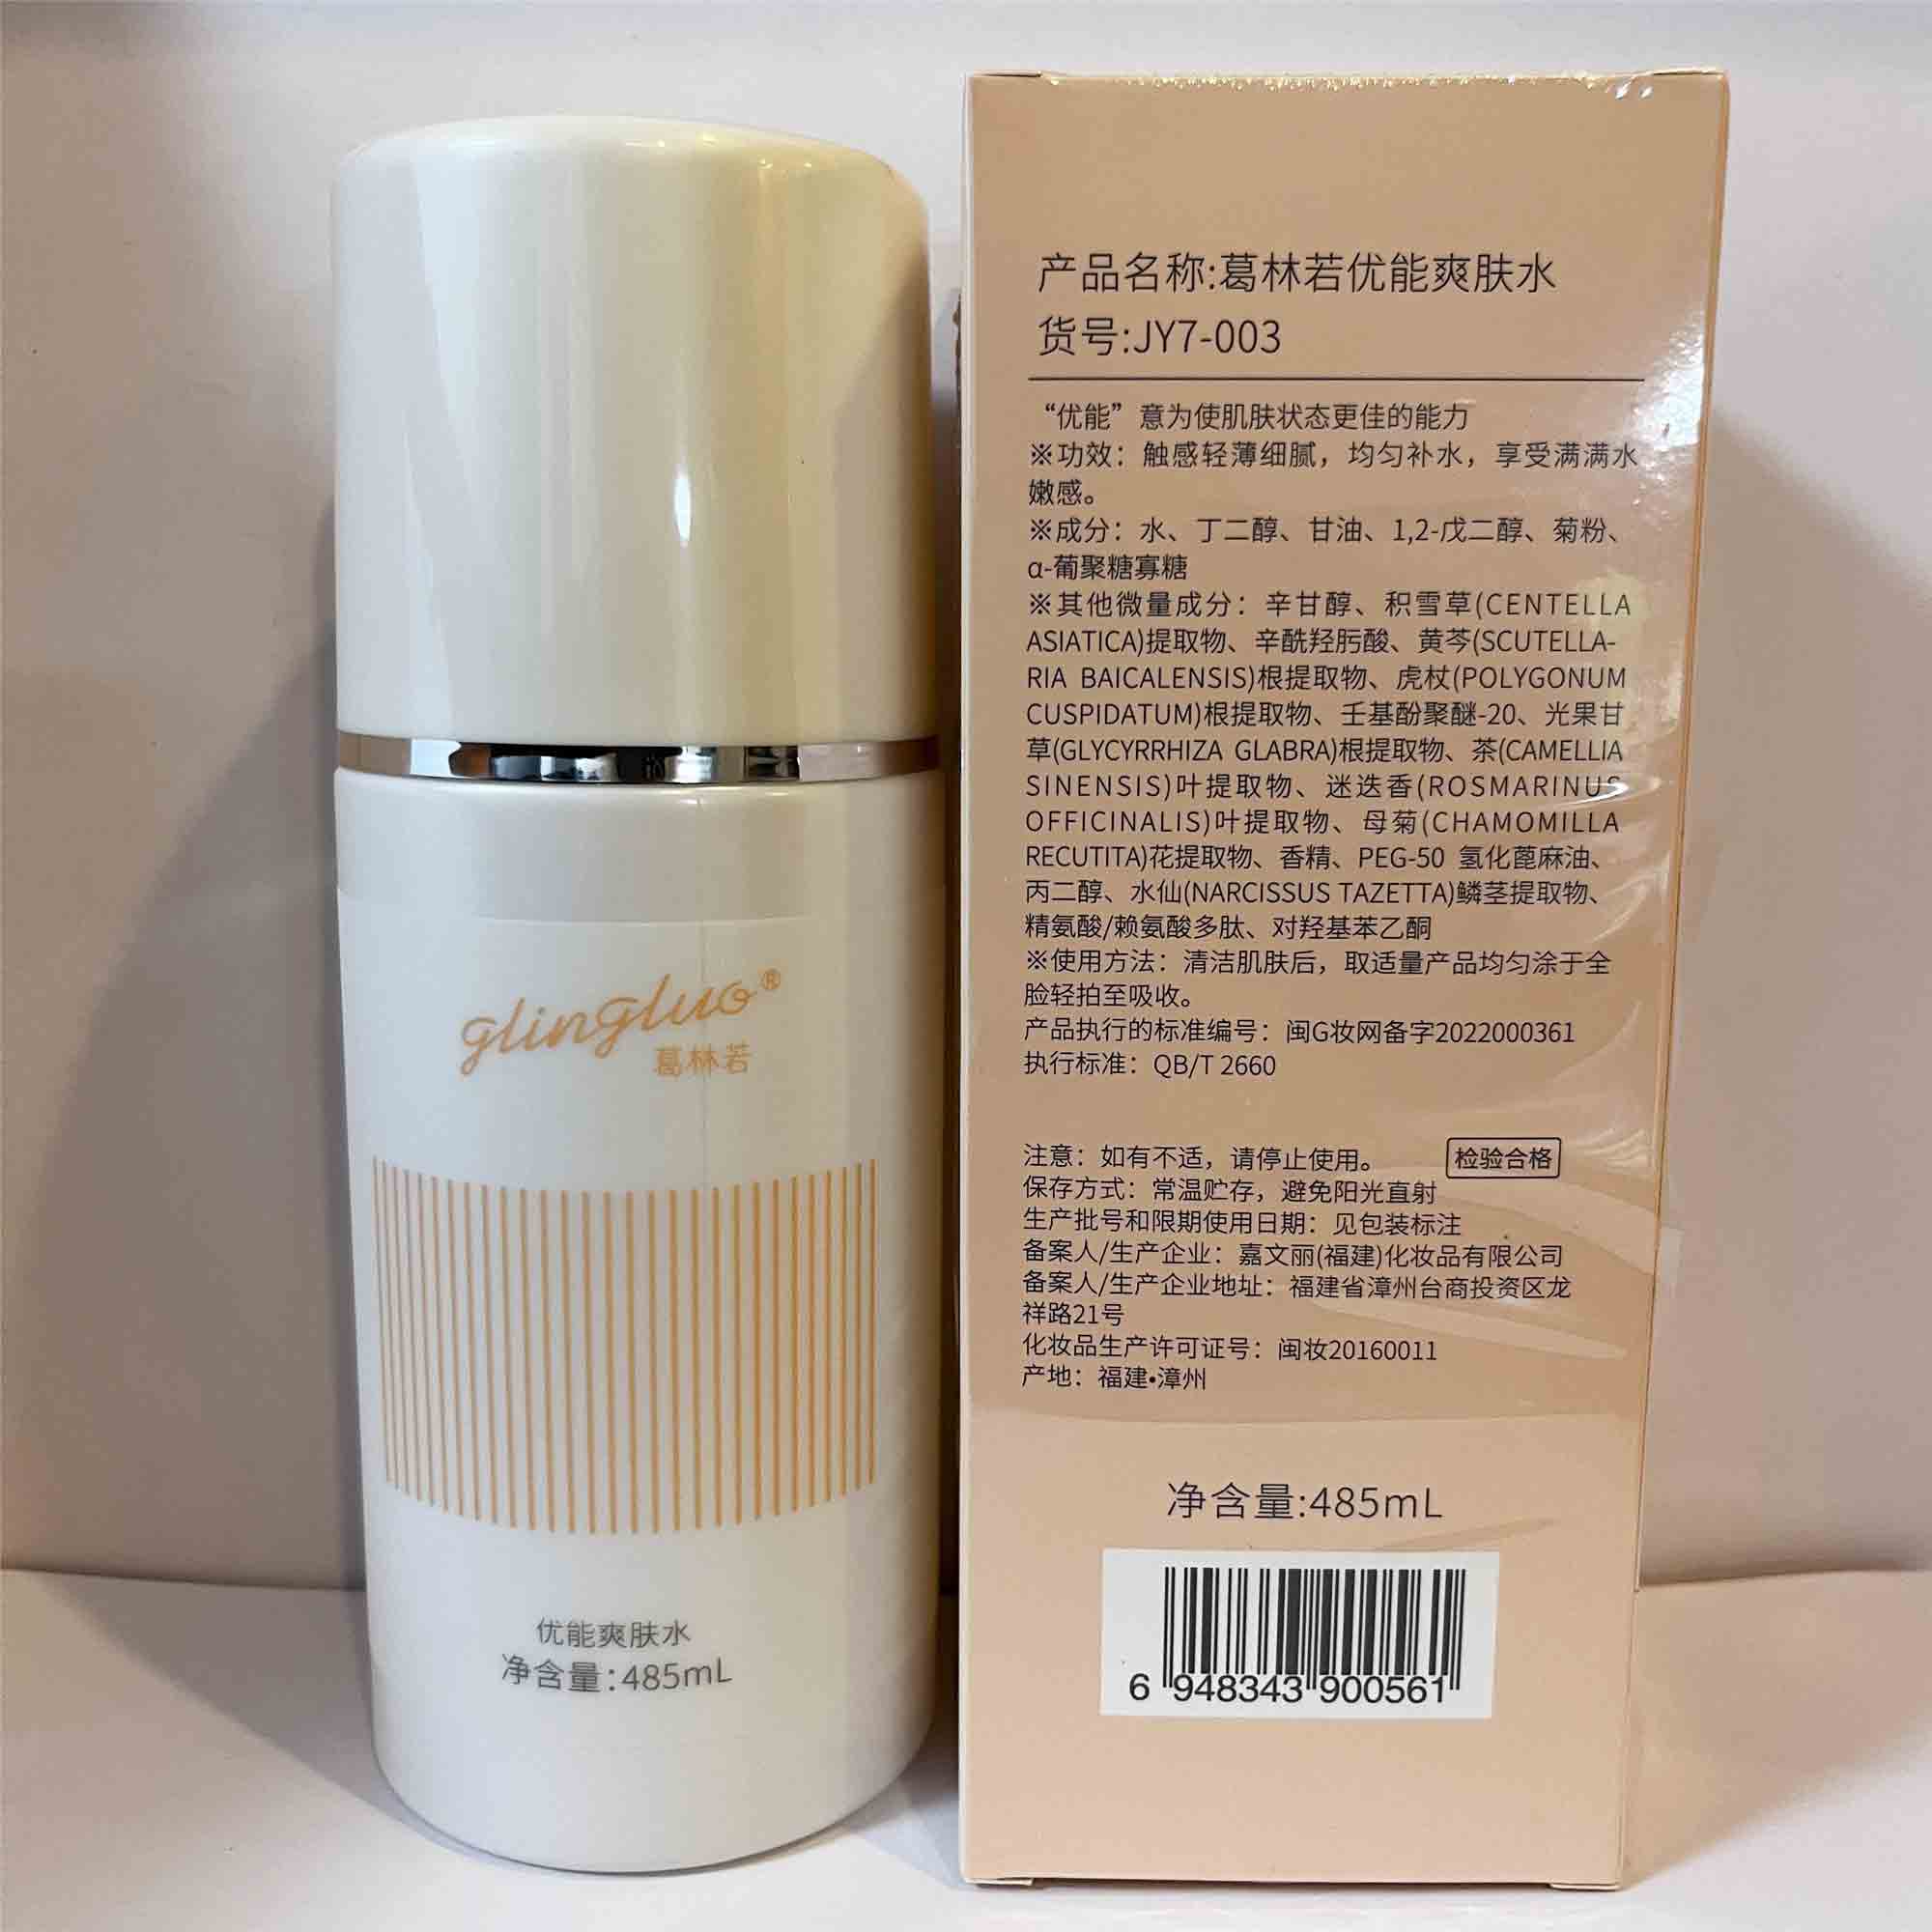 glingluo®
葛林若
优能爽肤水
净含量:485mL
产品名称:葛林若优能爽肤水
货号:JY7-003
“优能”意为使肌肤状态更佳的能力
※功效：触感轻薄细腻，均匀补水，享受满满水
嫩感。
※成分：水、丁二醇、甘油、1,2-戊二醇、菊粉、
α-葡聚糖寡糖
※其他微量成分：辛甘醇、积雪草(CENTELLA
ASIATICA)提取物、辛酰羟肟酸、黄芩(SCUTELLA-
RIA BAICALENSIS)根提取物、虎杖(POLYGONUM
CUSPIDATUM)根提取物、壬基酚聚醚-20、光果甘
草(GLYCYRRHIZA GLABRA)根提取物、茶(CAMELLIA
SINENSIS)叶提取物、迷迭香(ROSMARINUS
OFFICINALIS)叶提取物、母菊(CHAMOMILLA
RECUTITA)花提取物、香精、PEG-50 氢化蓖麻油、
丙二醇、水仙(NARCISSUS TAZETTA)鳞茎提取物、
精氨酸/赖氨酸多肽、对羟基苯乙酮
※使用方法：清洁肌肤后，取适量产品均匀涂于全
脸轻拍至吸收。
产品执行的标准编号：闽G妆网备字2022000361
执行标准：QB/T 2660
注意：如有不适，请停止使用。 检验合格
保存方式：常温贮存，避免阳光直射
生产批号和限期使用日期：见包装标注
备案人/生产企业：嘉文丽(福建)化妆品有限公司
备案人/生产企业地址：福建省漳州台商投资区龙
祥路21号
化妆品生产许可证号：闽妆20160011
产地：福建•漳州
净含量:485mL
6 948343 900561